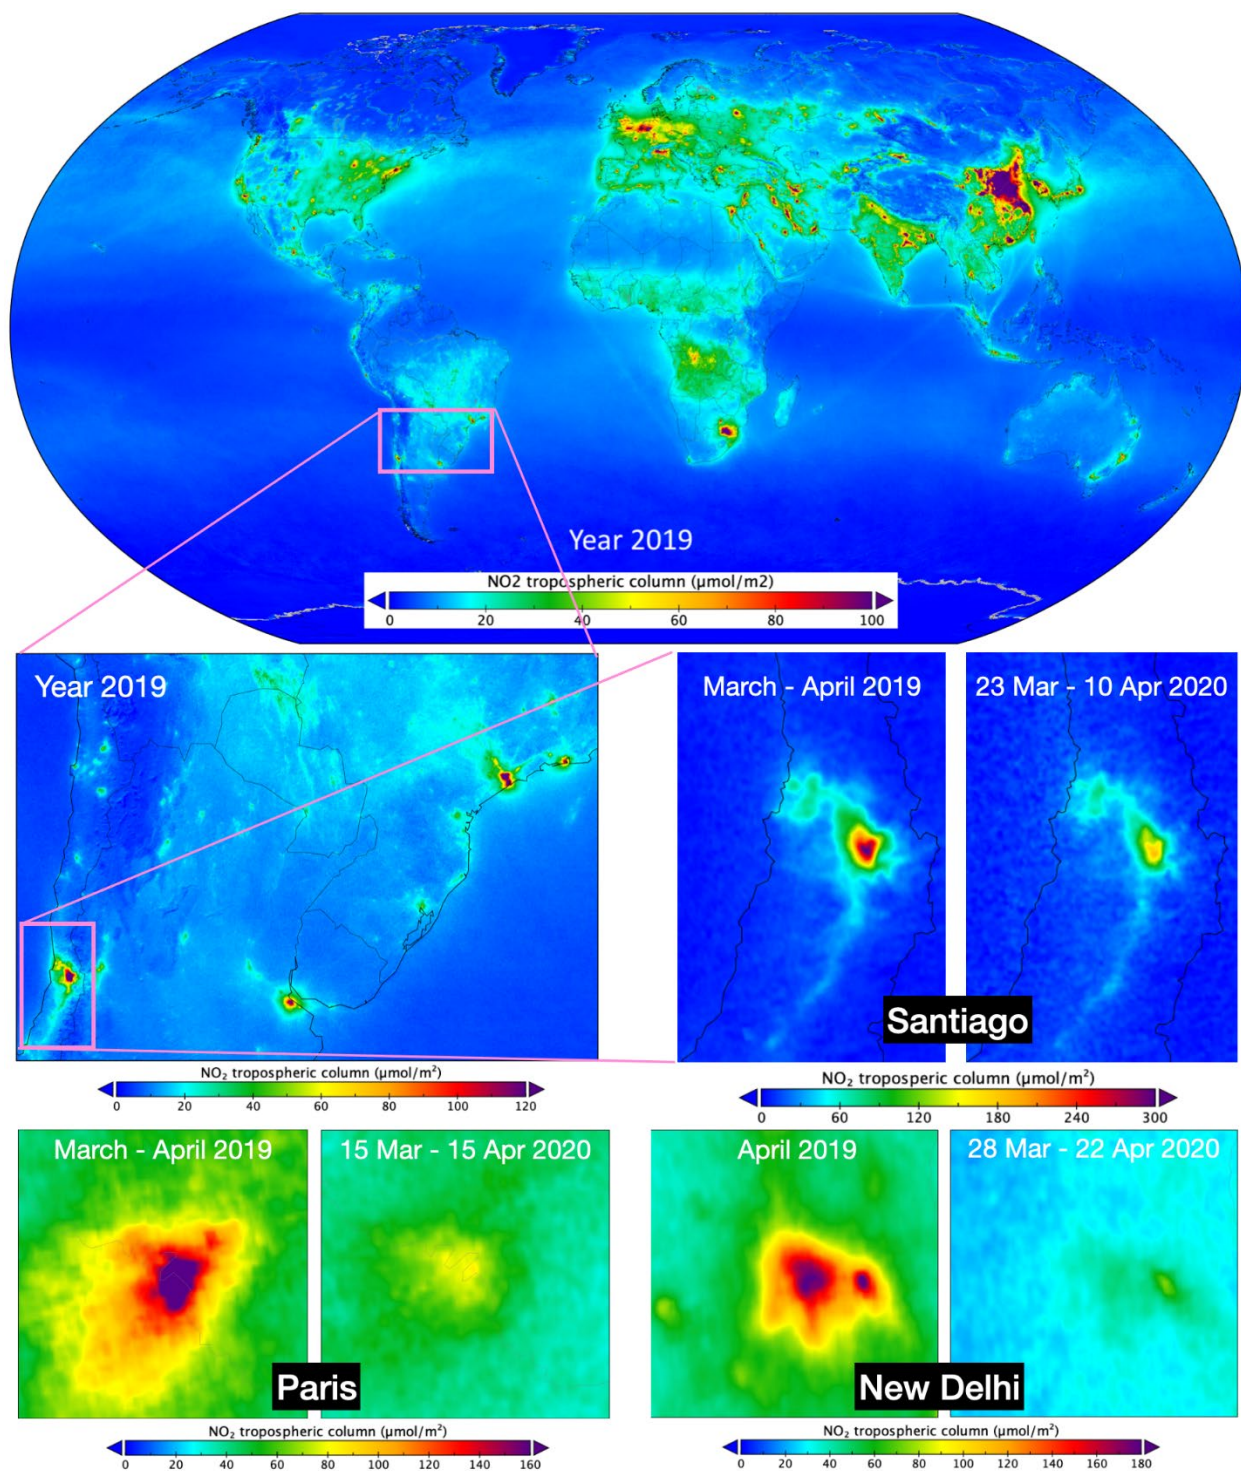 Year 2019
NO2 tropospheric column (µmol/m2)
0 20 40 60 80 100
Year 2019
NO₂ tropospheric column (µmol/m²)
0 20 40 60 80 100 120
March - April 2019
23 Mar - 10 Apr 2020
Santiago
NO₂ troposperic column (µmol/m²)
0 60 120 180 240 300
March - April 2019
15 Mar - 15 Apr 2020
Paris
NO₂ tropospheric column (µmol/m²)
0 20 40 60 80 100 120 140 160
April 2019
28 Mar - 22 Apr 2020
New Delhi
NO₂ tropospheric column (µmol/m²)
0 20 40 60 80 100 120 140 160 180